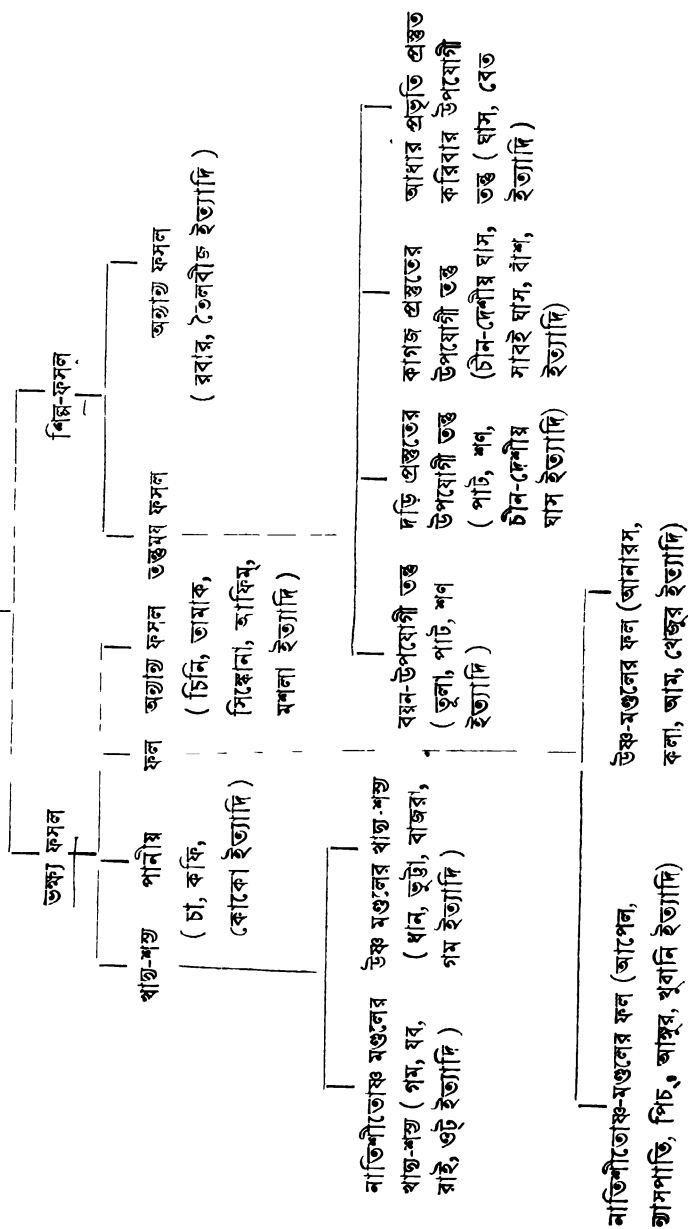 ভক্ষ্য ফসল
শিল্প-ফসল
খাদ্য-শস্য
পানীয়
( চা, কফি,
কোকো ইত্যাদি )
ফল
অন্যান্য ফসল
( চিনি, তামাক,
সিঙ্কোনা, আফিম্,
মশলা ইত্যাদি )
তন্তুময় ফসল
অন্যান্য ফসল
( রবার, তৈলবীজ ইত্যাদি )
নাতিশীতোষ্ণ মণ্ডলের
খাদ্য-শস্য ( গম, যব,
রাই, ওট্ ইত্যাদি )
উষ্ণ মণ্ডলের খাদ্য-শস্য
( ধান, ভুট্টা, বাজরা,
গম ইত্যাদি )
বয়ন-উপযোগী তন্তু
( তুলা, পাট, শণ
ইত্যাদি )
দড়ি প্রস্তুতের
উপযোগী তন্তু
( পাট, শণ,
চীন-দেশীয়
ঘাস ইত্যাদি)
কাগজ প্রস্তুতের
উপযোগী তন্তু
(চীন-দেশীয় ঘাস,
সাবই ঘাস, বাঁশ,
ইত্যাদি)
আধার প্রভৃতি প্রস্তুত
করিবার উপযোগী
তন্তু ( ঘাস, বেত
ইত্যাদি )
নাতিশীতোষ্ণ-মণ্ডলের ফল (আপেল,
ন্যাসপাতি, পিচ্, আঙ্গুর, খুবানি ইত্যাদি)
উষ্ণ-মণ্ডলের ফল (আনারস,
কলা, আম, খেজুর ইত্যাদি)